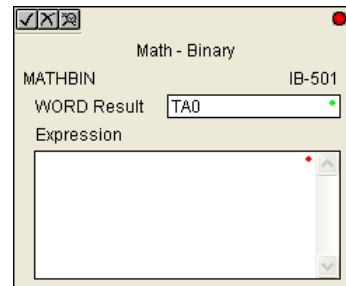 Math - Binary
MATHBIN IB-501
WORD Result TA0
Expression